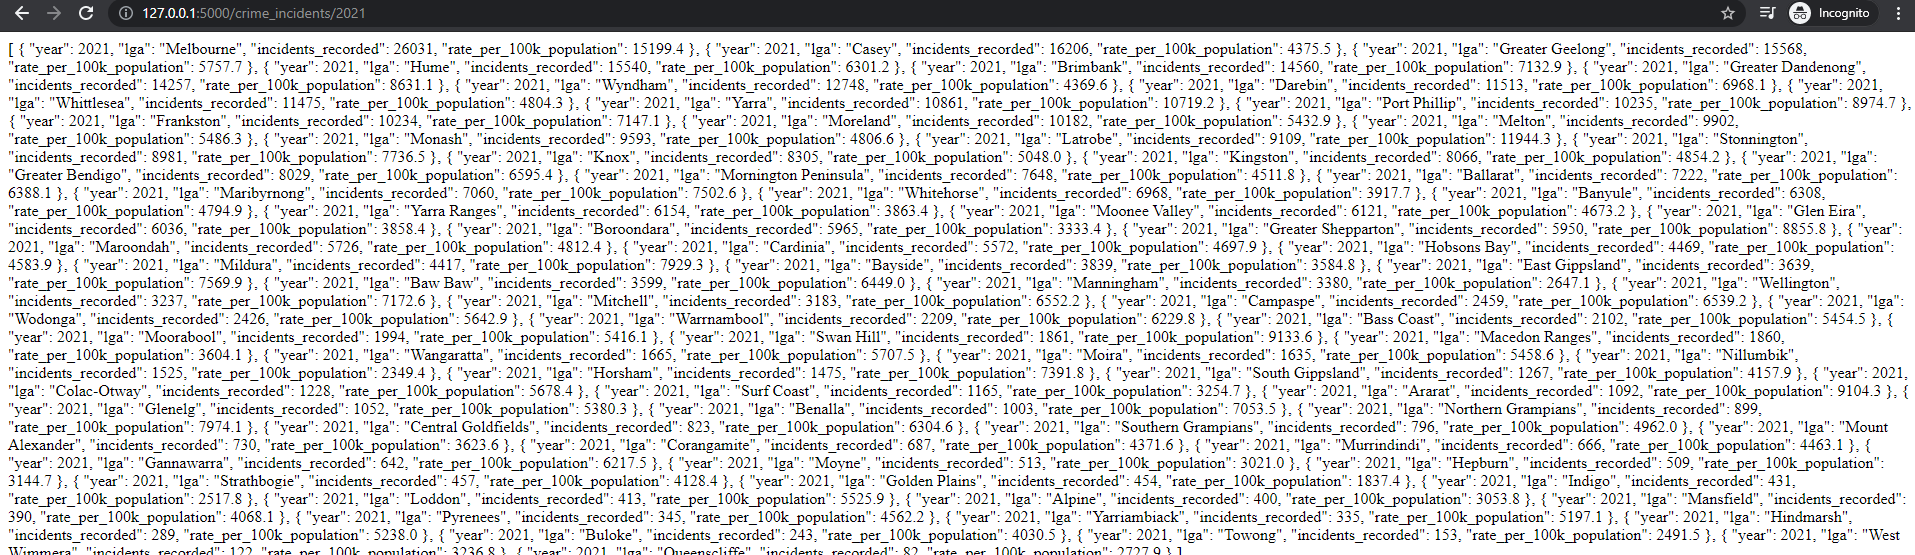 127.0.0.1:5000/crime_incidents/2021
Incognito
[ { "year": 2021, "lga": "Melbourne", "incidents_recorded": 26031, "rate_per_100k_population": 15199.4 }, { "year": 2021, "lga": "Casey", "incidents_recorded": 16206, "rate_per_100k_population": 4375.5 }, { "year": 2021, "lga": "Greater Geelong", "incidents_recorded": 15568,
"rate_per_100k_population": 5757.7 }, { "year": 2021, "lga": "Hume", "incidents_recorded": 15540, "rate_per_100k_population": 6301.2 }, { "year": 2021, "lga": "Brimbank", "incidents_recorded": 14560, "rate_per_100k_population": 7132.9 }, { "year": 2021, "lga": "Greater Dandenong",
"incidents_recorded": 14257, "rate_per_100k_population": 8631.1 }, { "year": 2021, "lga": "Wyndham", "incidents_recorded": 12748, "rate_per_100k_population": 4369.6 }, { "year": 2021, "lga": "Darebin", "incidents_recorded": 11513, "rate_per_100k_population": 6968.1 }, { "year": 2021,
"lga": "Whittlesea", "incidents_recorded": 11475, "rate_per_100k_population": 4804.3 }, { "year": 2021, "lga": "Yarra", "incidents_recorded": 10861, "rate_per_100k_population": 10719.2 }, { "year": 2021, "lga": "Port Phillip", "incidents_recorded": 10235, "rate_per_100k_population": 8974.7 },
{ "year": 2021, "lga": "Frankston", "incidents_recorded": 10234, "rate_per_100k_population": 7147.1 }, { "year": 2021, "lga": "Moreland", "incidents_recorded": 10182, "rate_per_100k_population": 5432.9 }, { "year": 2021, "lga": "Melton", "incidents_recorded": 9902,
"rate_per_100k_population": 5486.3 }, { "year": 2021, "lga": "Monash", "incidents_recorded": 9593, "rate_per_100k_population": 4806.6 }, { "year": 2021, "lga": "Latrobe", "incidents_recorded": 9109, "rate_per_100k_population": 11944.3 }, { "year": 2021, "lga": "Stonnington",
"incidents_recorded": 8981, "rate_per_100k_population": 7736.5 }, { "year": 2021, "lga": "Knox", "incidents_recorded": 8305, "rate_per_100k_population": 5048.0 }, { "year": 2021, "lga": "Kingston", "incidents_recorded": 8066, "rate_per_100k_population": 4854.2 }, { "year": 2021, "lga":
"Greater Bendigo", "incidents_recorded": 8029, "rate_per_100k_population": 6595.4 }, { "year": 2021, "lga": "Mornington Peninsula", "incidents_recorded": 7648, "rate_per_100k_population": 4511.8 }, { "year": 2021, "lga": "Ballarat", "incidents_recorded": 7222, "rate_per_100k_population":
6388.1 }, { "year": 2021, "lga": "Maribyrnong", "incidents_recorded": 7060, "rate_per_100k_population": 7502.6 }, { "year": 2021, "lga": "Whitehorse", "incidents_recorded": 6968, "rate_per_100k_population": 3917.7 }, { "year": 2021, "lga": "Banyule", "incidents_recorded": 6308,
"rate_per_100k_population": 4794.9 }, { "year": 2021, "lga": "Yarra Ranges", "incidents_recorded": 6154, "rate_per_100k_population": 3863.4 }, { "year": 2021, "lga": "Moonee Valley", "incidents_recorded": 6121, "rate_per_100k_population": 4673.2 }, { "year": 2021, "lga": "Glen Eira",
"incidents_recorded": 6036, "rate_per_100k_population": 3858.4 }, { "year": 2021, "lga": "Boroondara", "incidents_recorded": 5965, "rate_per_100k_population": 3333.4 }, { "year": 2021, "lga": "Greater Shepparton", "incidents_recorded": 5950, "rate_per_100k_population": 8855.8 }, { "year":
2021, "lga": "Maroondah", "incidents_recorded": 5726, "rate_per_100k_population": 4812.4 }, { "year": 2021, "lga": "Cardinia", "incidents_recorded": 5572, "rate_per_100k_population": 4697.9 }, { "year": 2021, "lga": "Hobsons Bay", "incidents_recorded": 4469, "rate_per_100k_population":
4583.9 }, { "year": 2021, "lga": "Mildura", "incidents_recorded": 4417, "rate_per_100k_population": 7929.3 }, { "year": 2021, "lga": "Bayside", "incidents_recorded": 3839, "rate_per_100k_population": 3584.8 }, { "year": 2021, "lga": "East Gippsland", "incidents_recorded": 3639,
"rate_per_100k_population": 7569.9 }, { "year": 2021, "lga": "Baw Baw", "incidents_recorded": 3599, "rate_per_100k_population": 6449.0 }, { "year": 2021, "lga": "Manningham", "incidents_recorded": 3380, "rate_per_100k_population": 2647.1 }, { "year": 2021, "lga": "Wellington",
"incidents_recorded": 3237, "rate_per_100k_population": 7172.6 }, { "year": 2021, "lga": "Mitchell", "incidents_recorded": 3183, "rate_per_100k_population": 6552.2 }, { "year": 2021, "lga": "Campaspe", "incidents_recorded": 2459, "rate_per_100k_population": 6539.2 }, { "year": 2021, "lga":
"Wodonga", "incidents_recorded": 2426, "rate_per_100k_population": 5642.9 }, { "year": 2021, "lga": "Warrnambool", "incidents_recorded": 2209, "rate_per_100k_population": 6229.8 }, { "year": 2021, "lga": "Bass Coast", "incidents_recorded": 2102, "rate_per_100k_population": 5454.5 }, {
"year": 2021, "lga": "Moorabool", "incidents_recorded": 1994, "rate_per_100k_population": 5416.1 }, { "year": 2021, "lga": "Swan Hill", "incidents_recorded": 1861, "rate_per_100k_population": 9133.6 }, { "year": 2021, "lga": "Macedon Ranges", "incidents_recorded": 1860,
"rate_per_100k_population": 3604.1 }, { "year": 2021, "lga": "Wangaratta", "incidents_recorded": 1665, "rate_per_100k_population": 5707.5 }, { "year": 2021, "lga": "Moira", "incidents_recorded": 1635, "rate_per_100k_population": 5458.6 }, { "year": 2021, "lga": "Nillumbik",
"incidents_recorded": 1525, "rate_per_100k_population": 2349.4 }, { "year": 2021, "lga": "Horsham", "incidents_recorded": 1475, "rate_per_100k_population": 7391.8 }, { "year": 2021, "lga": "South Gippsland", "incidents_recorded": 1267, "rate_per_100k_population": 4157.9 }, { "year": 2021,
"lga": "Colac-Otway", "incidents_recorded": 1228, "rate_per_100k_population": 5678.4 }, { "year": 2021, "lga": "Surf Coast", "incidents_recorded": 1165, "rate_per_100k_population": 3254.7 }, { "year": 2021, "lga": "Ararat", "incidents_recorded": 1092, "rate_per_100k_population": 9104.3 }, {
"year": 2021, "lga": "Glenelg", "incidents_recorded": 1052, "rate_per_100k_population": 5380.3 }, { "year": 2021, "lga": "Benalla", "incidents_recorded": 1003, "rate_per_100k_population": 7053.5 }, { "year": 2021, "lga": "Northern Grampians", "incidents_recorded": 899,
"rate_per_100k_population": 7974.1 }, { "year": 2021, "lga": "Central Goldfields", "incidents_recorded": 823, "rate_per_100k_population": 6304.6 }, { "year": 2021, "lga": "Southern Grampians", "incidents_recorded": 796, "rate_per_100k_population": 4962.0 }, { "year": 2021, "lga": "Mount
Alexander", "incidents_recorded": 730, "rate_per_100k_population": 3623.6 }, { "year": 2021, "lga": "Corangamite", "incidents_recorded": 687, "rate_per_100k_population": 4371.6 }, { "year": 2021, "lga": "Murrindindi", "incidents_recorded": 666, "rate_per_100k_population": 4463.1 }, {
"year": 2021, "lga": "Gannawarra", "incidents_recorded": 642, "rate_per_100k_population": 6217.5 }, { "year": 2021, "lga": "Moyne", "incidents_recorded": 513, "rate_per_100k_population": 3021.0 }, { "year": 2021, "lga": "Hepburn", "incidents_recorded": 509, "rate_per_100k_population":
3144.7 }, { "year": 2021, "lga": "Strathbogie", "incidents_recorded": 457, "rate_per_100k_population": 4128.4 }, { "year": 2021, "lga": "Golden Plains", "incidents_recorded": 454, "rate_per_100k_population": 1837.4 }, { "year": 2021, "lga": "Indigo", "incidents_recorded": 431,
"rate_per_100k_population": 2517.8 }, { "year": 2021, "lga": "Loddon", "incidents_recorded": 413, "rate_per_100k_population": 5525.9 }, { "year": 2021, "lga": "Alpine", "incidents_recorded": 400, "rate_per_100k_population": 3053.8 }, { "year": 2021, "lga": "Mansfield", "incidents_recorded":
390, "rate_per_100k_population": 4068.1 }, { "year": 2021, "lga": "Pyrenees", "incidents_recorded": 345, "rate_per_100k_population": 4562.2 }, { "year": 2021, "lga": "Yarriambiack", "incidents_recorded": 335, "rate_per_100k_population": 5197.1 }, { "year": 2021, "lga": "Hindmarsh",
"incidents_recorded": 289, "rate_per_100k_population": 5238.0 }, { "year": 2021, "lga": "Buloke", "incidents_recorded": 243, "rate_per_100k_population": 4030.5 }, { "year": 2021, "lga": "Towong", "incidents_recorded": 153, "rate_per_100k_population": 2491.5 }, { "year": 2021, "lga": "West
Wimmera", "incidents_recorded": 122, "rate_per_100k_population": 3236.8 }, { "year": 2021, "lga": "Queenscliffe", "incidents_recorded": 82, "rate_per_100k_population": 2727.9 } ]